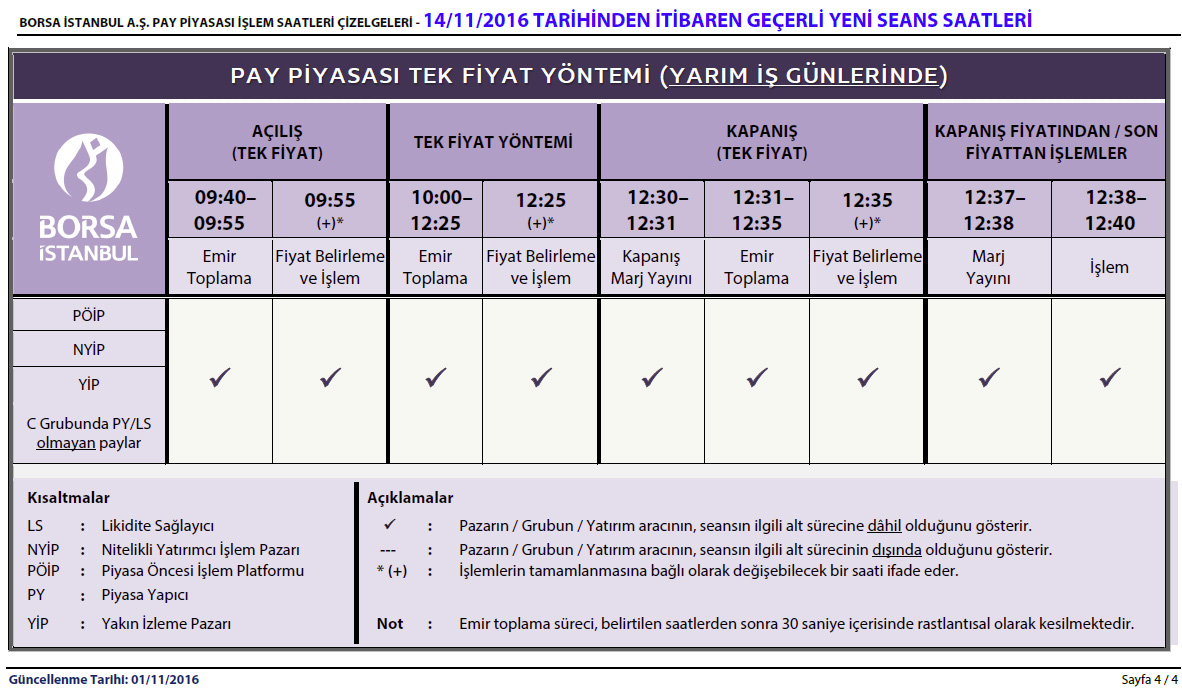 BORSA İSTANBUL A.Ş. PAY PİYASASI İŞLEM SAATLERİ ÇİZELGELERİ - 14/11/2016 TARİHİNDEN İTİBAREN GEÇERLİ YENİ SEANS SAATLERİ
PAY PİYASASI TEK FİYAT YÖNTEMİ (YARIM İŞ GÜNLERİNDE)
BORSA
İSTANBUL
AÇILIŞ
(TEK FİYAT)
TEK FİYAT YÖNTEMİ
KAPANIŞ
(TEK FİYAT)
KAPANIŞ FİYATINDAN / SON
FİYATTAN İŞLEMLER
09:40–
09:55
09:55
(+)*
10:00–
12:25
12:25
(+)*
12:30–
12:31
12:31–
12:35
12:35
(+)*
12:37–
12:38
12:38–
12:40
Emir
Toplama
Fiyat Belirleme
ve İşlem
Emir
Toplama
Fiyat Belirleme
ve İşlem
Kapanış
Marj Yayını
Emir
Toplama
Fiyat Belirleme
ve İşlem
Marj
Yayını
İşlem
PÖİP
NYİP
YİP
C Grubunda PY/LS
olmayan paylar
✓ ✓ ✓ ✓ ✓ ✓ ✓ ✓ ✓
Kısaltmalar
LS : Likidite Sağlayıcı
NYİP : Nitelikli Yatırımcı İşlem Pazarı
PÖİP : Piyasa Öncesi İşlem Platformu
PY : Piyasa Yapıcı
YİP : Yakın İzleme Pazarı
Açıklamalar
✓ : Pazarın / Grubun / Yatırım aracının, seansın ilgili alt sürecine dâhil olduğunu gösterir.
--- : Pazarın / Grubun / Yatırım aracının, seansın ilgili alt sürecinin dışında olduğunu gösterir.
* (+) : İşlemlerin tamamlanmasına bağlı olarak değişebilecek bir saati ifade eder.
Not : Emir toplama süreci, belirtilen saatlerden sonra 30 saniye içerisinde rastlantısal olarak kesilmektedir.
Güncellenme Tarihi: 01/11/2016
Sayfa 4 / 4